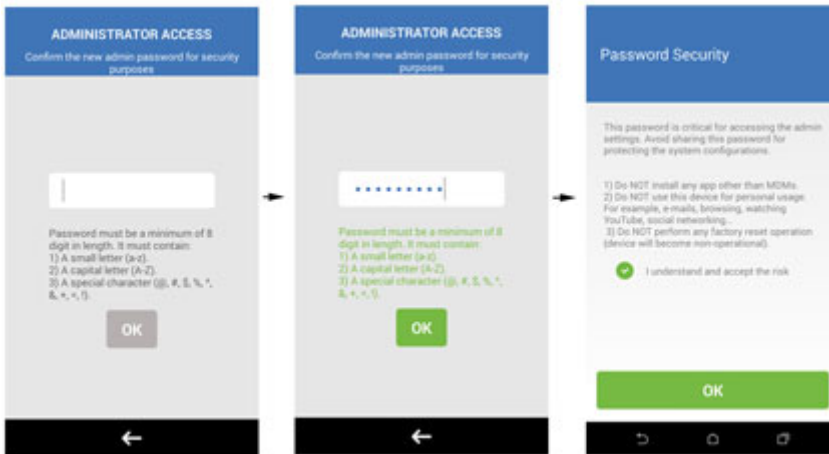 ADMINISTRATOR ACCESS
Confirm the new admin password for security
purposes
Password must be a minimum of 8
digit in length. It must contain:
1) A small letter (a-z).
2) A capital letter (A-Z).
3) A special character (@, #, $, %, *,
&, +, =, !).
OK
ADMINISTRATOR ACCESS
Confirm the new admin password for security
purposes
Password must be a minimum of 8
digit in length. It must contain:
1) A small letter (a-z).
2) A capital letter (A-Z).
3) A special character (@, #, $, %, *,
&, +, =, !).
OK
Password Security
This password is critical for accessing the admin
settings. Avoid sharing this password for
protecting the system configurations.
1) Do NOT install any app other than MDMs.
2) Do NOT use this device for personal usage.
For example, e-mails, browsing, watching
YouTube, social networking...
3) Do NOT perform any factory reset operation
(device will become non-operational).
I understand and accept the risk
OK